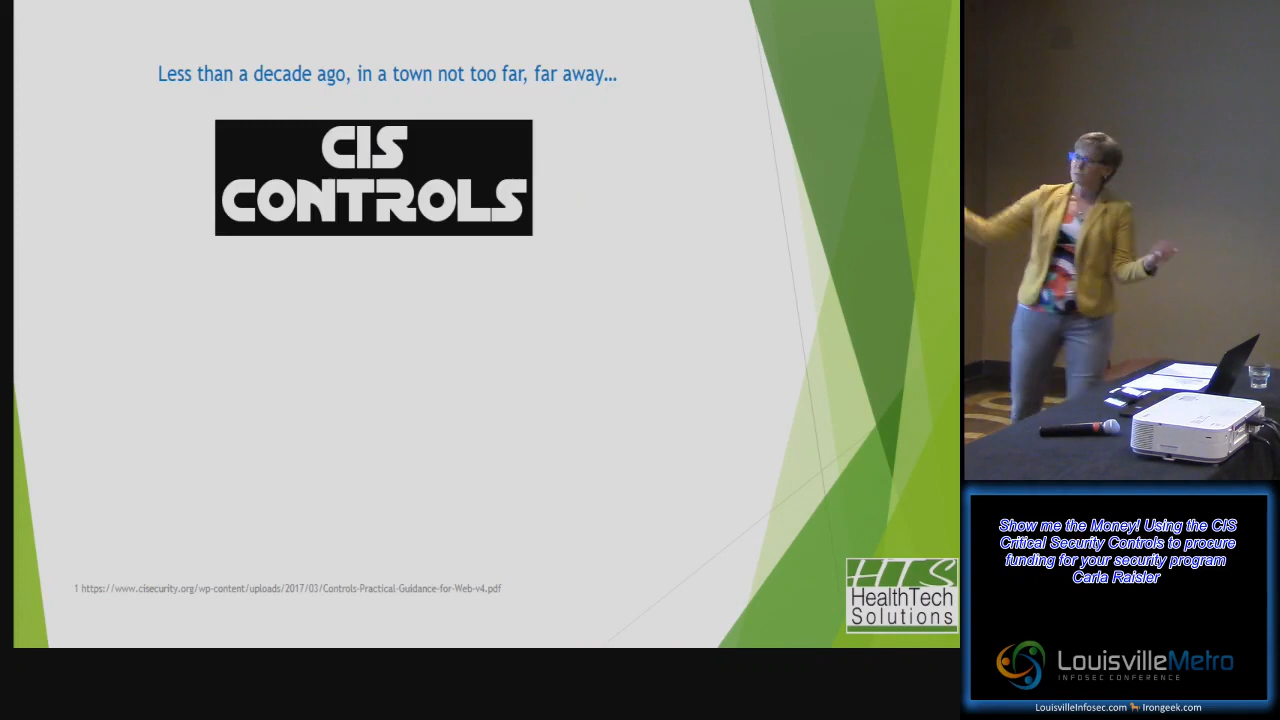 Less than a decade ago, in a town not too far, far away...
CIS
CONTROLS
1 https://www.cisecurity.org/wp-content/uploads/2017/03/Controls-Practical-Guidance-for-Web-v4.pdf
HTS
HealthTech
Solutions
Show me the Money! Using the CIS
Critical Security Controls to procure
funding for your security program
Carla Raisler
LouisvilleMetro
INFOSEC CONFERENCE
LouisvilleInfosec.com Irongeek.com